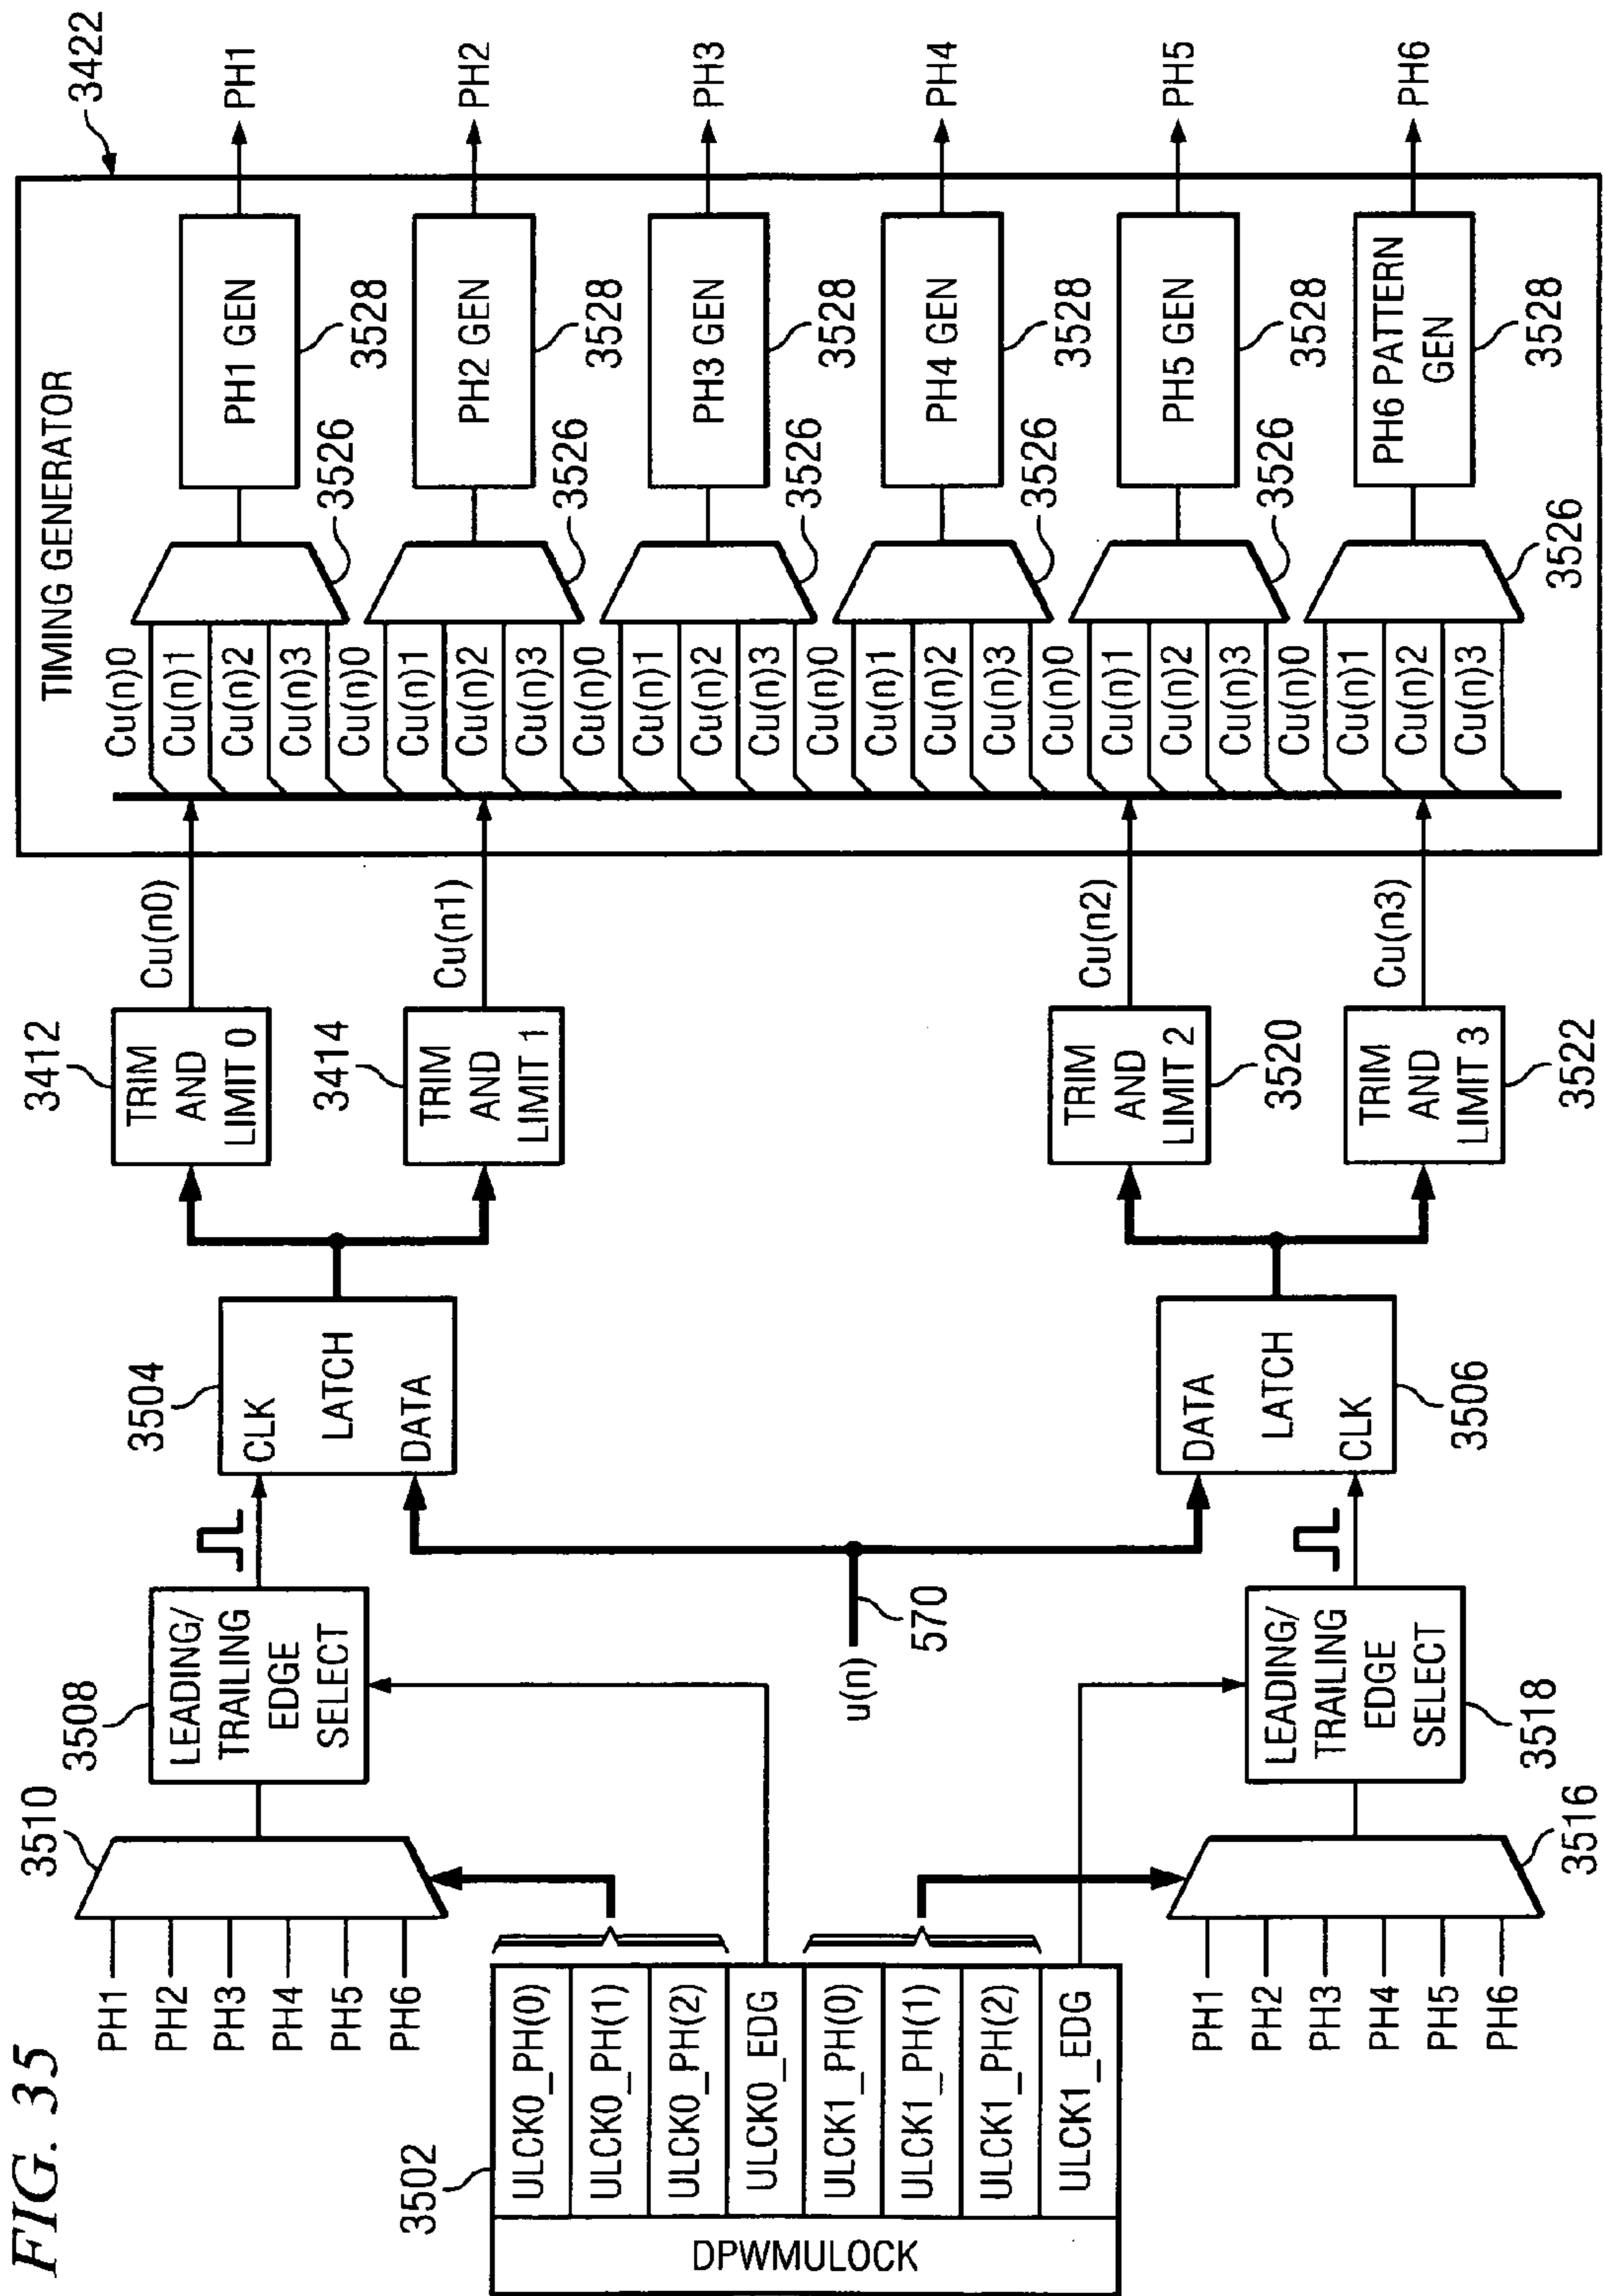 FIG. 35
TIMING GENERATOR
3422
PH1
PH2
PH3
PH4
PH5
PH6
3510
LEADING/
TRAILING
EDGE
SELECT
3508
CLK
LATCH
DATA
3504
TRIM
AND
LIMIT 0
3412
Cu(n0)
TRIM
AND
LIMIT 1
3414
Cu(n1)
3502
DPWMULOCK
ULCK0_PH(0)
ULCK0_PH(1)
ULCK0_PH(2)
ULCK0_EDG
ULCK1_PH(0)
ULCK1_PH(1)
ULCK1_PH(2)
ULCK1_EDG
u(n)
570
PH1
PH2
PH3
PH4
PH5
PH6
3516
LEADING/
TRAILING
EDGE
SELECT
3518
DATA
LATCH
CLK
3506
TRIM
AND
LIMIT 2
3520
Cu(n2)
TRIM
AND
LIMIT 3
3522
Cu(n3)
Cu(n)0
Cu(n)1
Cu(n)2
Cu(n)3
3526
PH1 GEN
3528
PH1
Cu(n)0
Cu(n)1
Cu(n)2
Cu(n)3
3526
PH2 GEN
3528
PH2
Cu(n)0
Cu(n)1
Cu(n)2
Cu(n)3
3526
PH3 GEN
3528
PH3
Cu(n)0
Cu(n)1
Cu(n)2
Cu(n)3
3526
PH4 GEN
3528
PH4
Cu(n)0
Cu(n)1
Cu(n)2
Cu(n)3
3526
PH5 GEN
3528
PH5
Cu(n)0
Cu(n)1
Cu(n)2
Cu(n)3
3526
PH6 PATTERN
GEN
3528
PH6